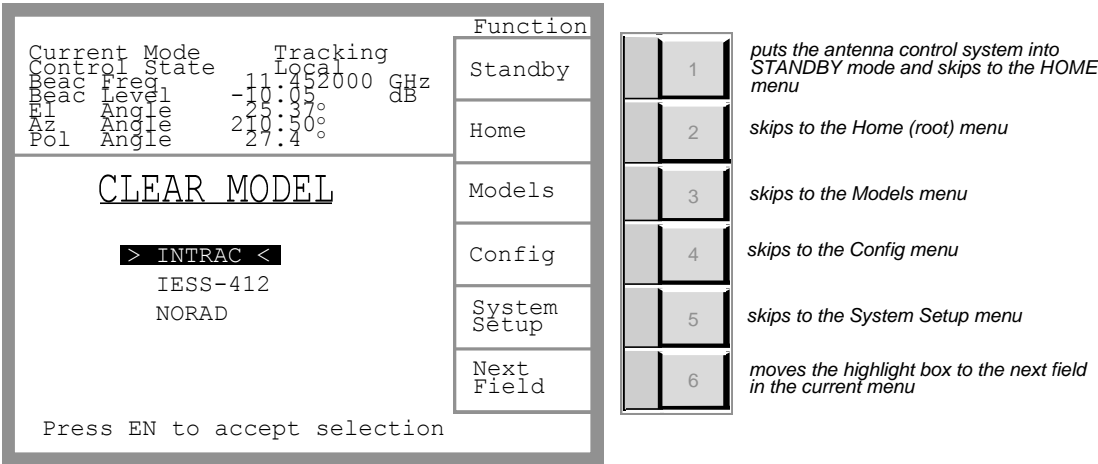 Function
Current Mode Tracking
Control State Local
Beac Freq 11.452000 GHz
Beac Level -10.05 dB
El Angle 25.37°
Az Angle 210.50°
Pol Angle 27.4 °
Standby
Home
Models
Config
System
Setup
Next
Field
CLEAR MODEL
> INTRAC <
IESS-412
NORAD
Press EN to accept selection
1
puts the antenna control system into
STANDBY mode and skips to the HOME
menu
2
skips to the Home (root) menu
3
skips to the Models menu
4
skips to the Config menu
5
skips to the System Setup menu
6
moves the highlight box to the next field
in the current menu